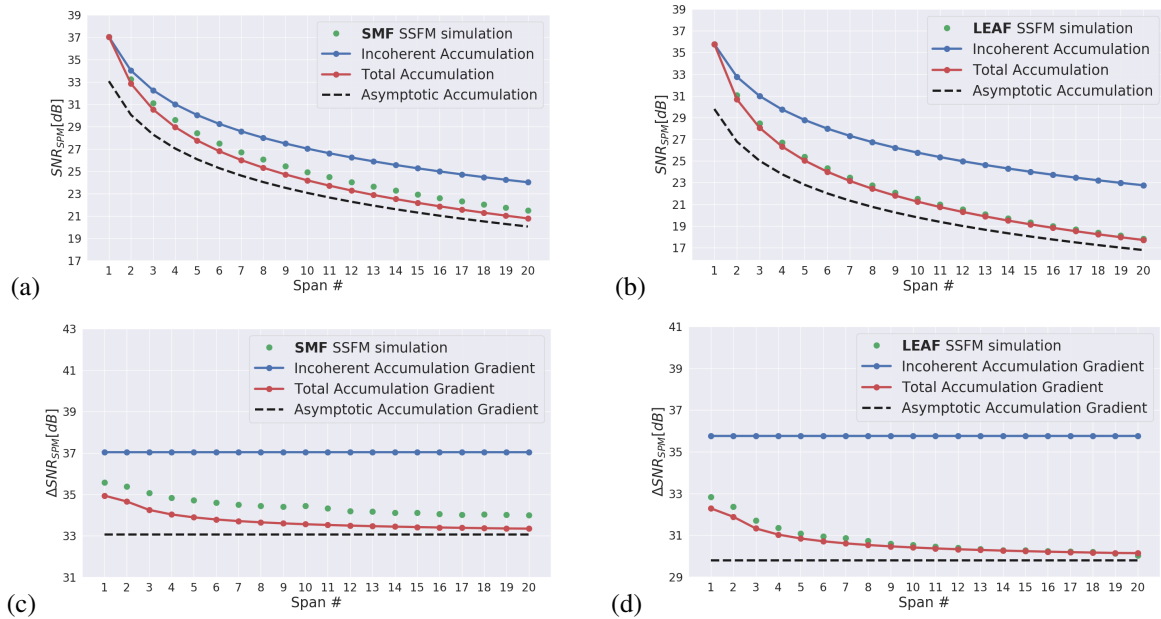 39
37
35
33
31
29
27
25
23
21
19
17
SNR_SPM[dB]
SMF SSFM simulation
Incoherent Accumulation
Total Accumulation
Asymptotic Accumulation
1 2 3 4 5 6 7 8 9 10 11 12 13 14 15 16 17 18 19 20
Span #
(a)
39
37
35
33
31
29
27
25
23
21
19
17
SNR_SPM[dB]
LEAF SSFM simulation
Incoherent Accumulation
Total Accumulation
Asymptotic Accumulation
1 2 3 4 5 6 7 8 9 10 11 12 13 14 15 16 17 18 19 20
Span #
(b)
43
41
39
37
35
33
31
ΔSNR_SPM[dB]
SMF SSFM simulation
Incoherent Accumulation Gradient
Total Accumulation Gradient
Asymptotic Accumulation Gradient
1 2 3 4 5 6 7 8 9 10 11 12 13 14 15 16 17 18 19 20
Span #
(c)
41
39
37
35
33
31
29
ΔSNR_SPM[dB]
LEAF SSFM simulation
Incoherent Accumulation Gradient
Total Accumulation Gradient
Asymptotic Accumulation Gradient
1 2 3 4 5 6 7 8 9 10 11 12 13 14 15 16 17 18 19 20
Span #
(d)